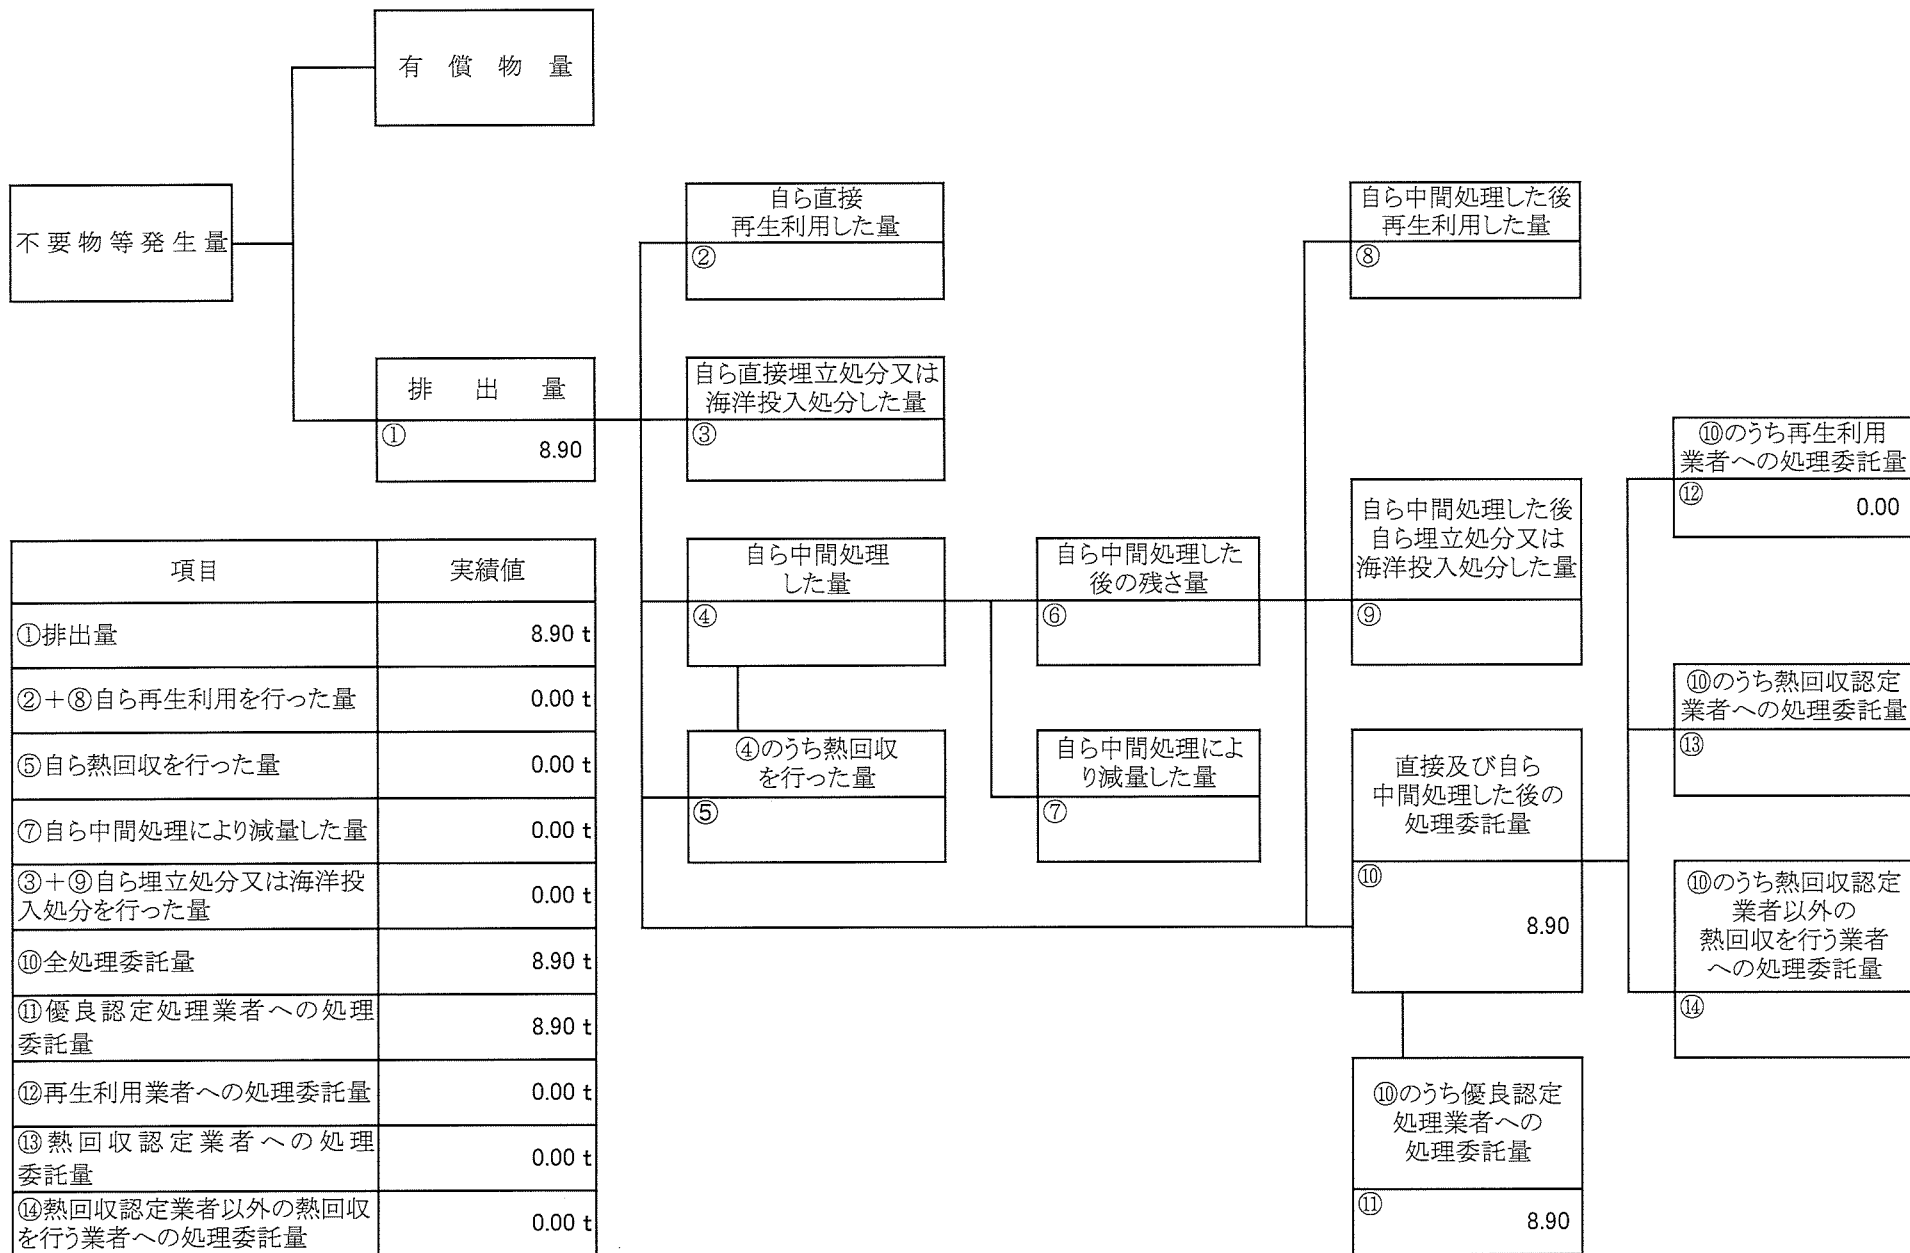 有 償 物 量
不要物等発生量
排 出 量
①
8.90
自ら直接
再生利用した量
②
自ら直接埋立処分又は
海洋投入処分した量
③
自ら中間処理
した量
④
④のうち熱回収
を行った量
⑤
自ら中間処理した
後の残さ量
⑥
自ら中間処理によ
り減量した量
⑦
自ら中間処理した後
再生利用した量
⑧
自ら中間処理した後
自ら埋立処分又は
海洋投入処分した量
⑨
直接及び自ら
中間処理した後の
処理委託量
⑩
8.90
⑩のうち優良認定
処理業者への
処理委託量
⑪
8.90
⑩のうち再生利用
業者への処理委託量
⑫
0.00
⑩のうち熱回収認定
業者への処理委託量
⑬
⑩のうち熱回収認定
業者以外の
熱回収を行う業者
への処理委託量
⑭
項目 実績値
①排出量 8.90 t
②+⑧自ら再生利用を行った量 0.00 t
⑤自ら熱回収を行った量 0.00 t
⑦自ら中間処理により減量した量 0.00 t
③+⑨自ら埋立処分又は海洋投
入処分を行った量 0.00 t
⑩全処理委託量 8.90 t
⑪優良認定処理業者への処理
委託量 8.90 t
⑫再生利用業者への処理委託量 0.00 t
⑬熱回収認定業者への処理
委託量 0.00 t
⑭熱回収認定業者以外の熱回収
を行う業者への処理委託量 0.00 t